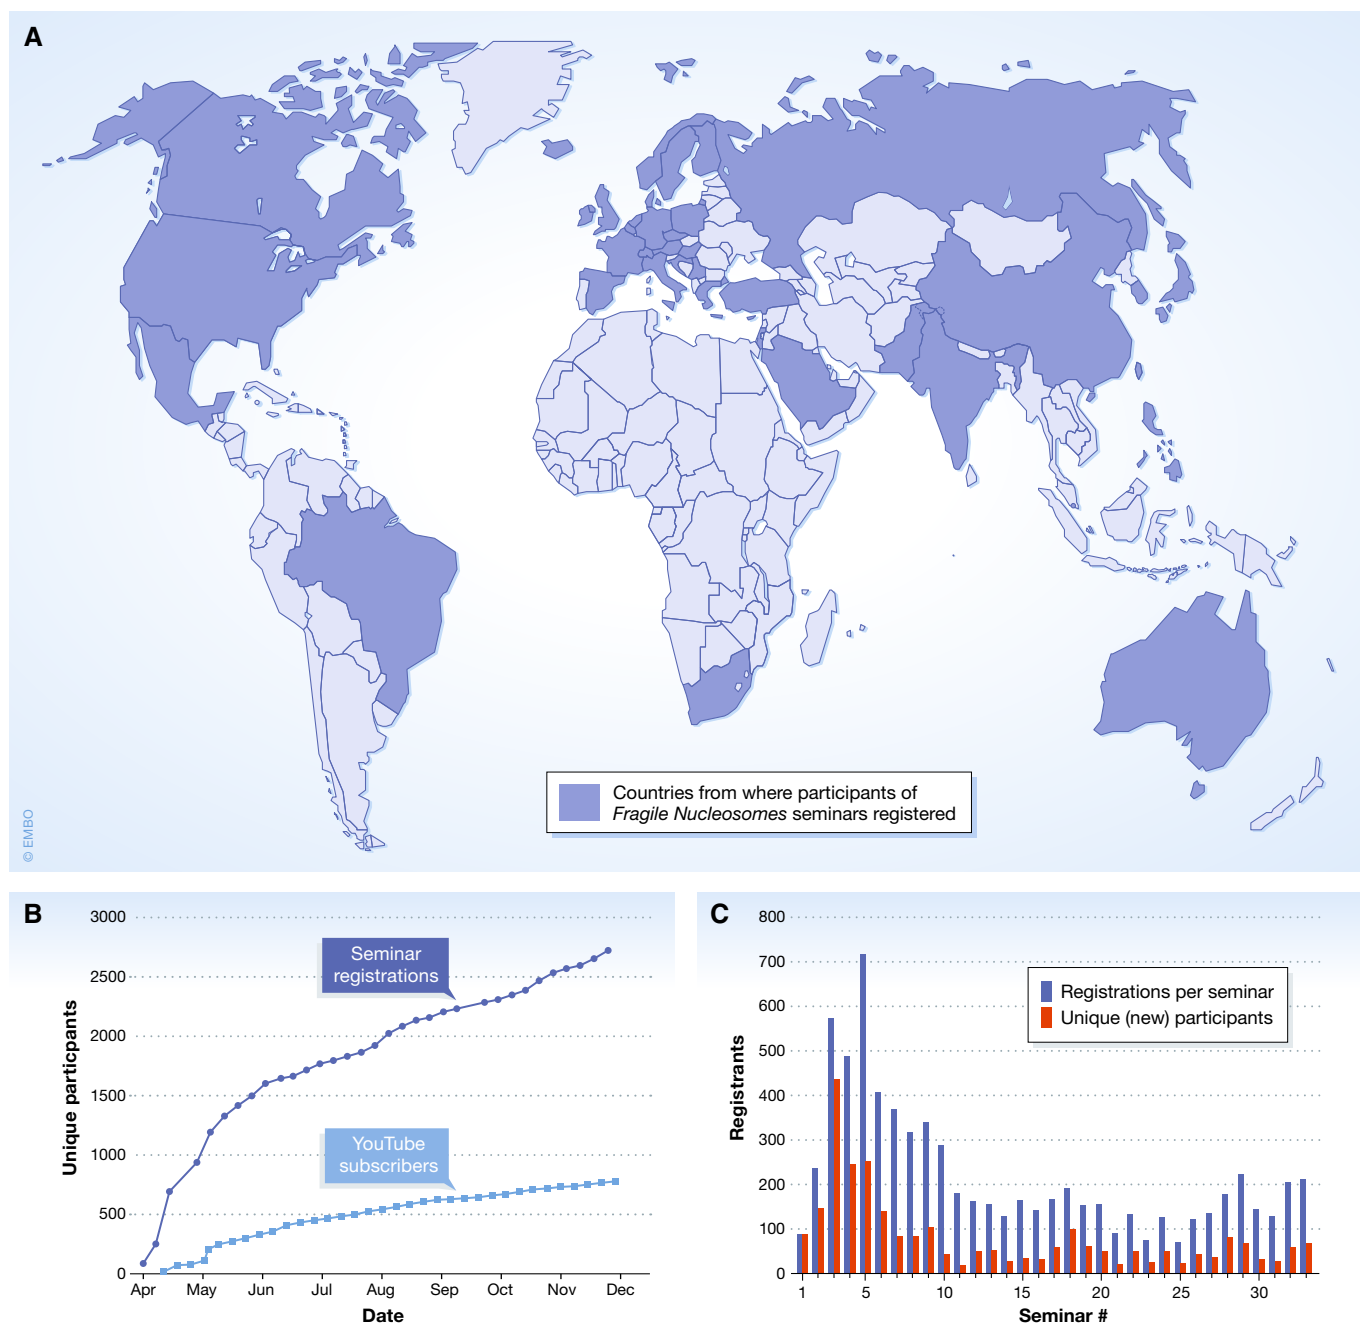 A
Countries from where participants of
Fragile Nucleosomes seminars registered
© EMBO
B
3000
2500
2000
1500
1000
500
0
Unique particpants
Seminar
registrations
YouTube
subscribers
Apr May Jun Jul Aug Sep Oct Nov Dec
Date
C
800
700
600
500
400
300
200
100
0
Registrants
Registrations per seminar
Unique (new) participants
1 5 10 15 20 25 30
Seminar #